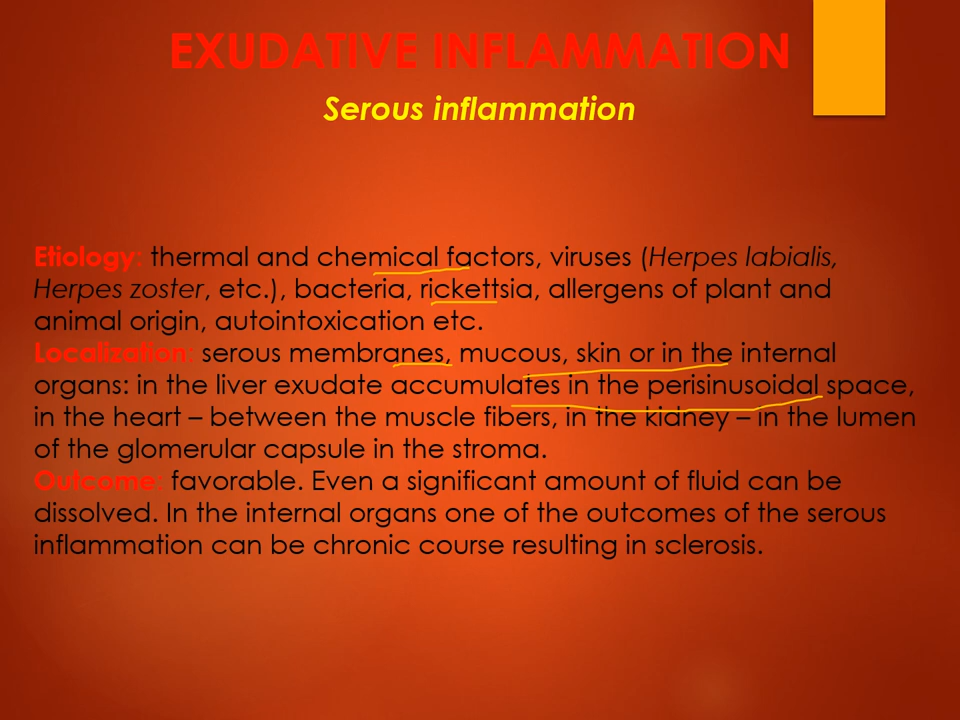 EXUDATIVE INFLAMMATION
Serous inflammation
Etiology: thermal and chemical factors, viruses (Herpes labialis,
Herpes zoster, etc.), bacteria, rickettsia, allergens of plant and
animal origin, autointoxication etc.
Localization: serous membranes, mucous, skin or in the internal
organs: in the liver exudate accumulates in the perisinusoidal space,
in the heart – between the muscle fibers, in the kidney – in the lumen
of the glomerular capsule in the stroma.
Outcome: favorable. Even a significant amount of fluid can be
dissolved. In the internal organs one of the outcomes of the serous
inflammation can be chronic course resulting in sclerosis.